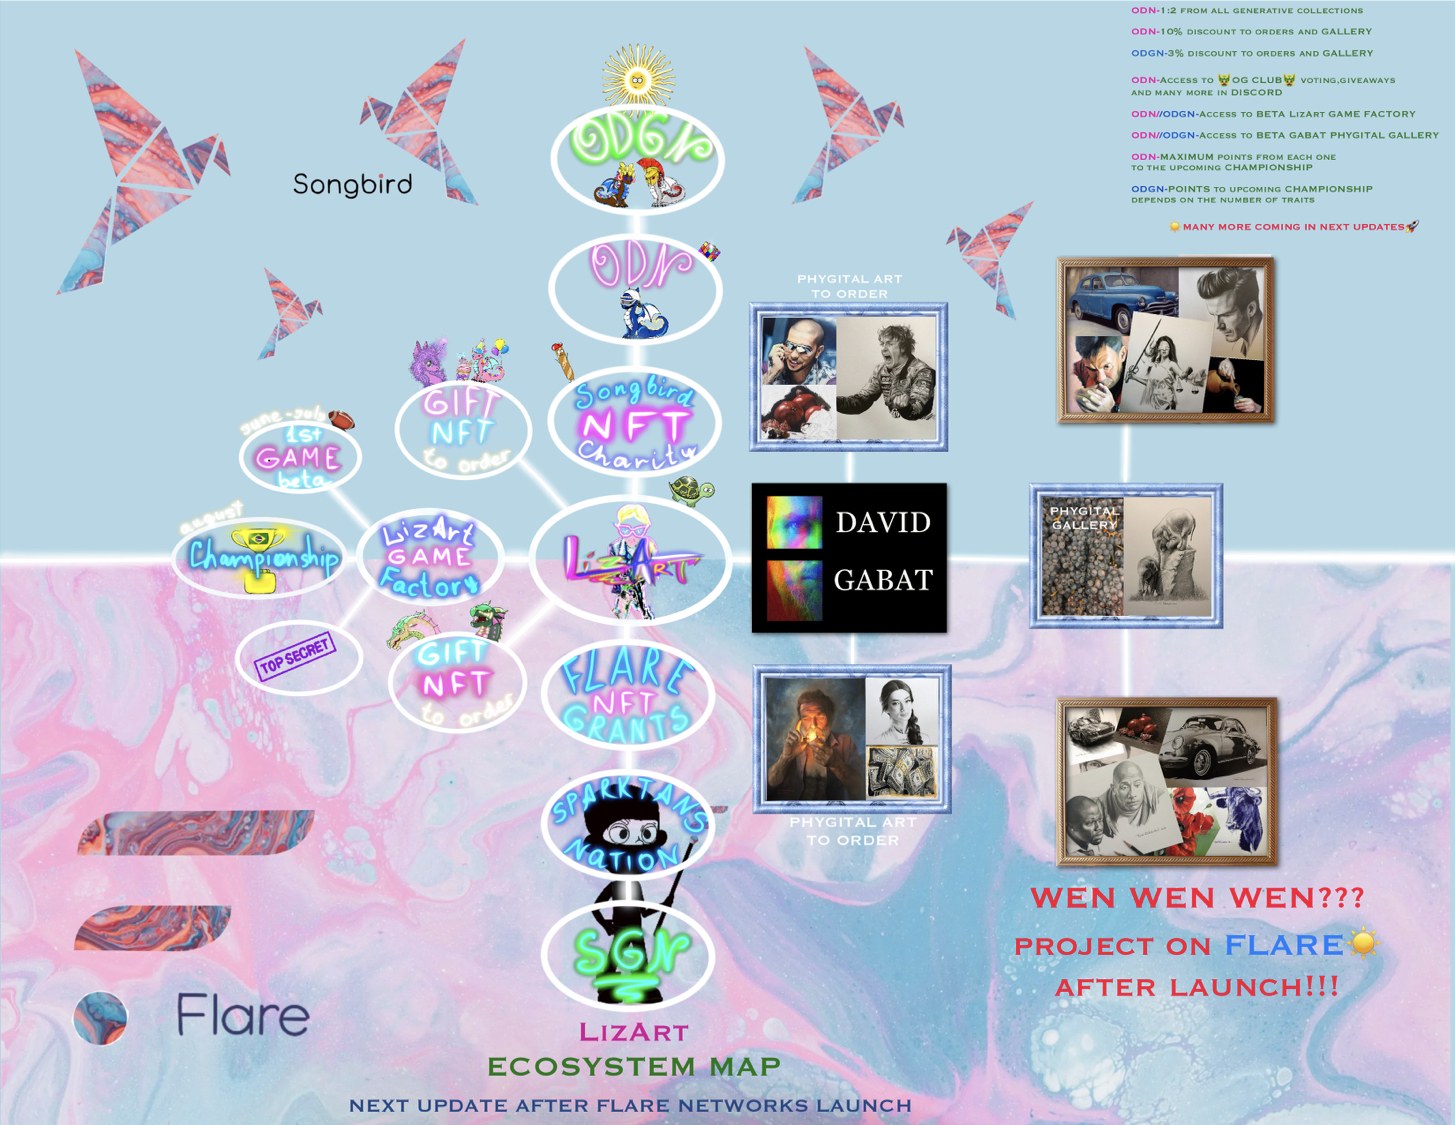 ODN-1:2 FROM ALL GENERATIVE COLLECTIONS
ODN-10% DISCOUNT TO ORDERS AND GALLERY
ODGN-3% DISCOUNT TO ORDERS AND GALLERY
ODN-ACCESS TO OG CLUB VOTING,GIVEAWAYS
AND MANY MORE IN DISCORD
ODN//ODGN-ACCESS TO BETA LIZART GAME FACTORY
ODN//ODGN-ACCESS TO BETA GABAT PHYGITAL GALLERY
ODN-MAXIMUM POINTS FROM EACH ONE
TO THE UPCOMING CHAMPIONSHIP
ODGN-POINTS TO UPCOMING CHAMPIONSHIP
DEPENDS ON THE NUMBER OF TRAITS
MANY MORE COMING IN NEXT UPDATES
Songbird
ODGN
ODN
Songbird
NFT
Charity
GIFT
NFT
to order
june-july
1st
GAME
beta
august
Championship
LizArt
GAME
Factory
TOP SECRET
LizArt
GIFT
NFT
to order
FLARE
NFT
GRANTS
SPARKTANS
NATION
SGN
PHYGITAL ART
TO ORDER
DAVID
GABAT
PHYGITAL ART
TO ORDER
PHYGITAL
GALLERY
WEN WEN WEN???
PROJECT ON FLARE
AFTER LAUNCH!!!
Flare
LIZART
ECOSYSTEM MAP
NEXT UPDATE AFTER FLARE NETWORKS LAUNCH